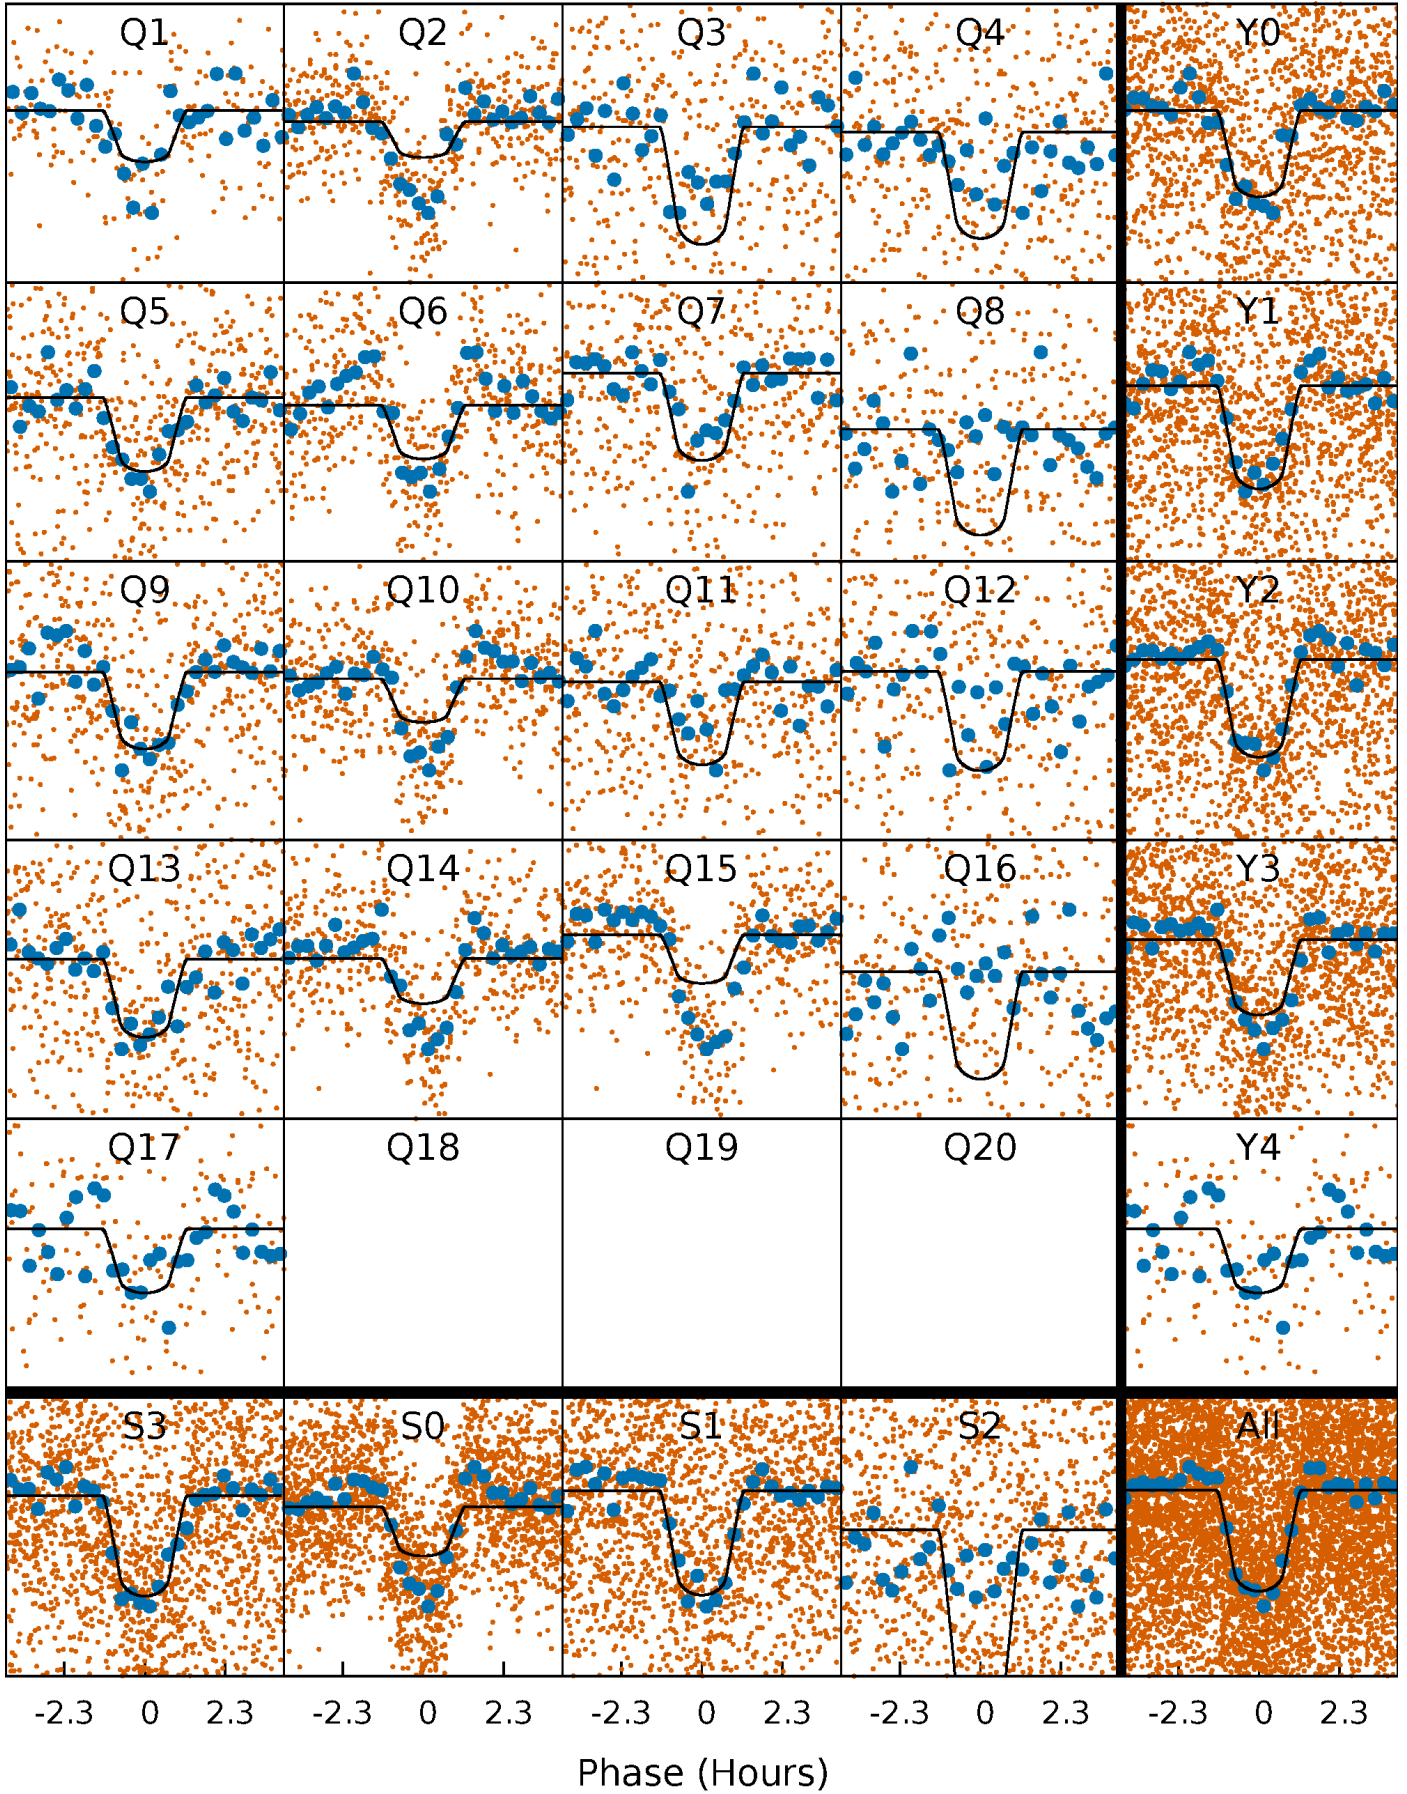 Q1 Q2 Q3 Q4 Y0
Q5 Q6 Q7 Q8 Y1
Q9 Q10 Q11 Q12 Y2
Q13 Q14 Q15 Q16 Y3
Q17 Q18 Q19 Q20 Y4
S3 S0 S1 S2 All
-2.3 0 2.3 -2.3 0 2.3 -2.3 0 2.3 -2.3 0 2.3 -2.3 0 2.3
Phase (Hours)